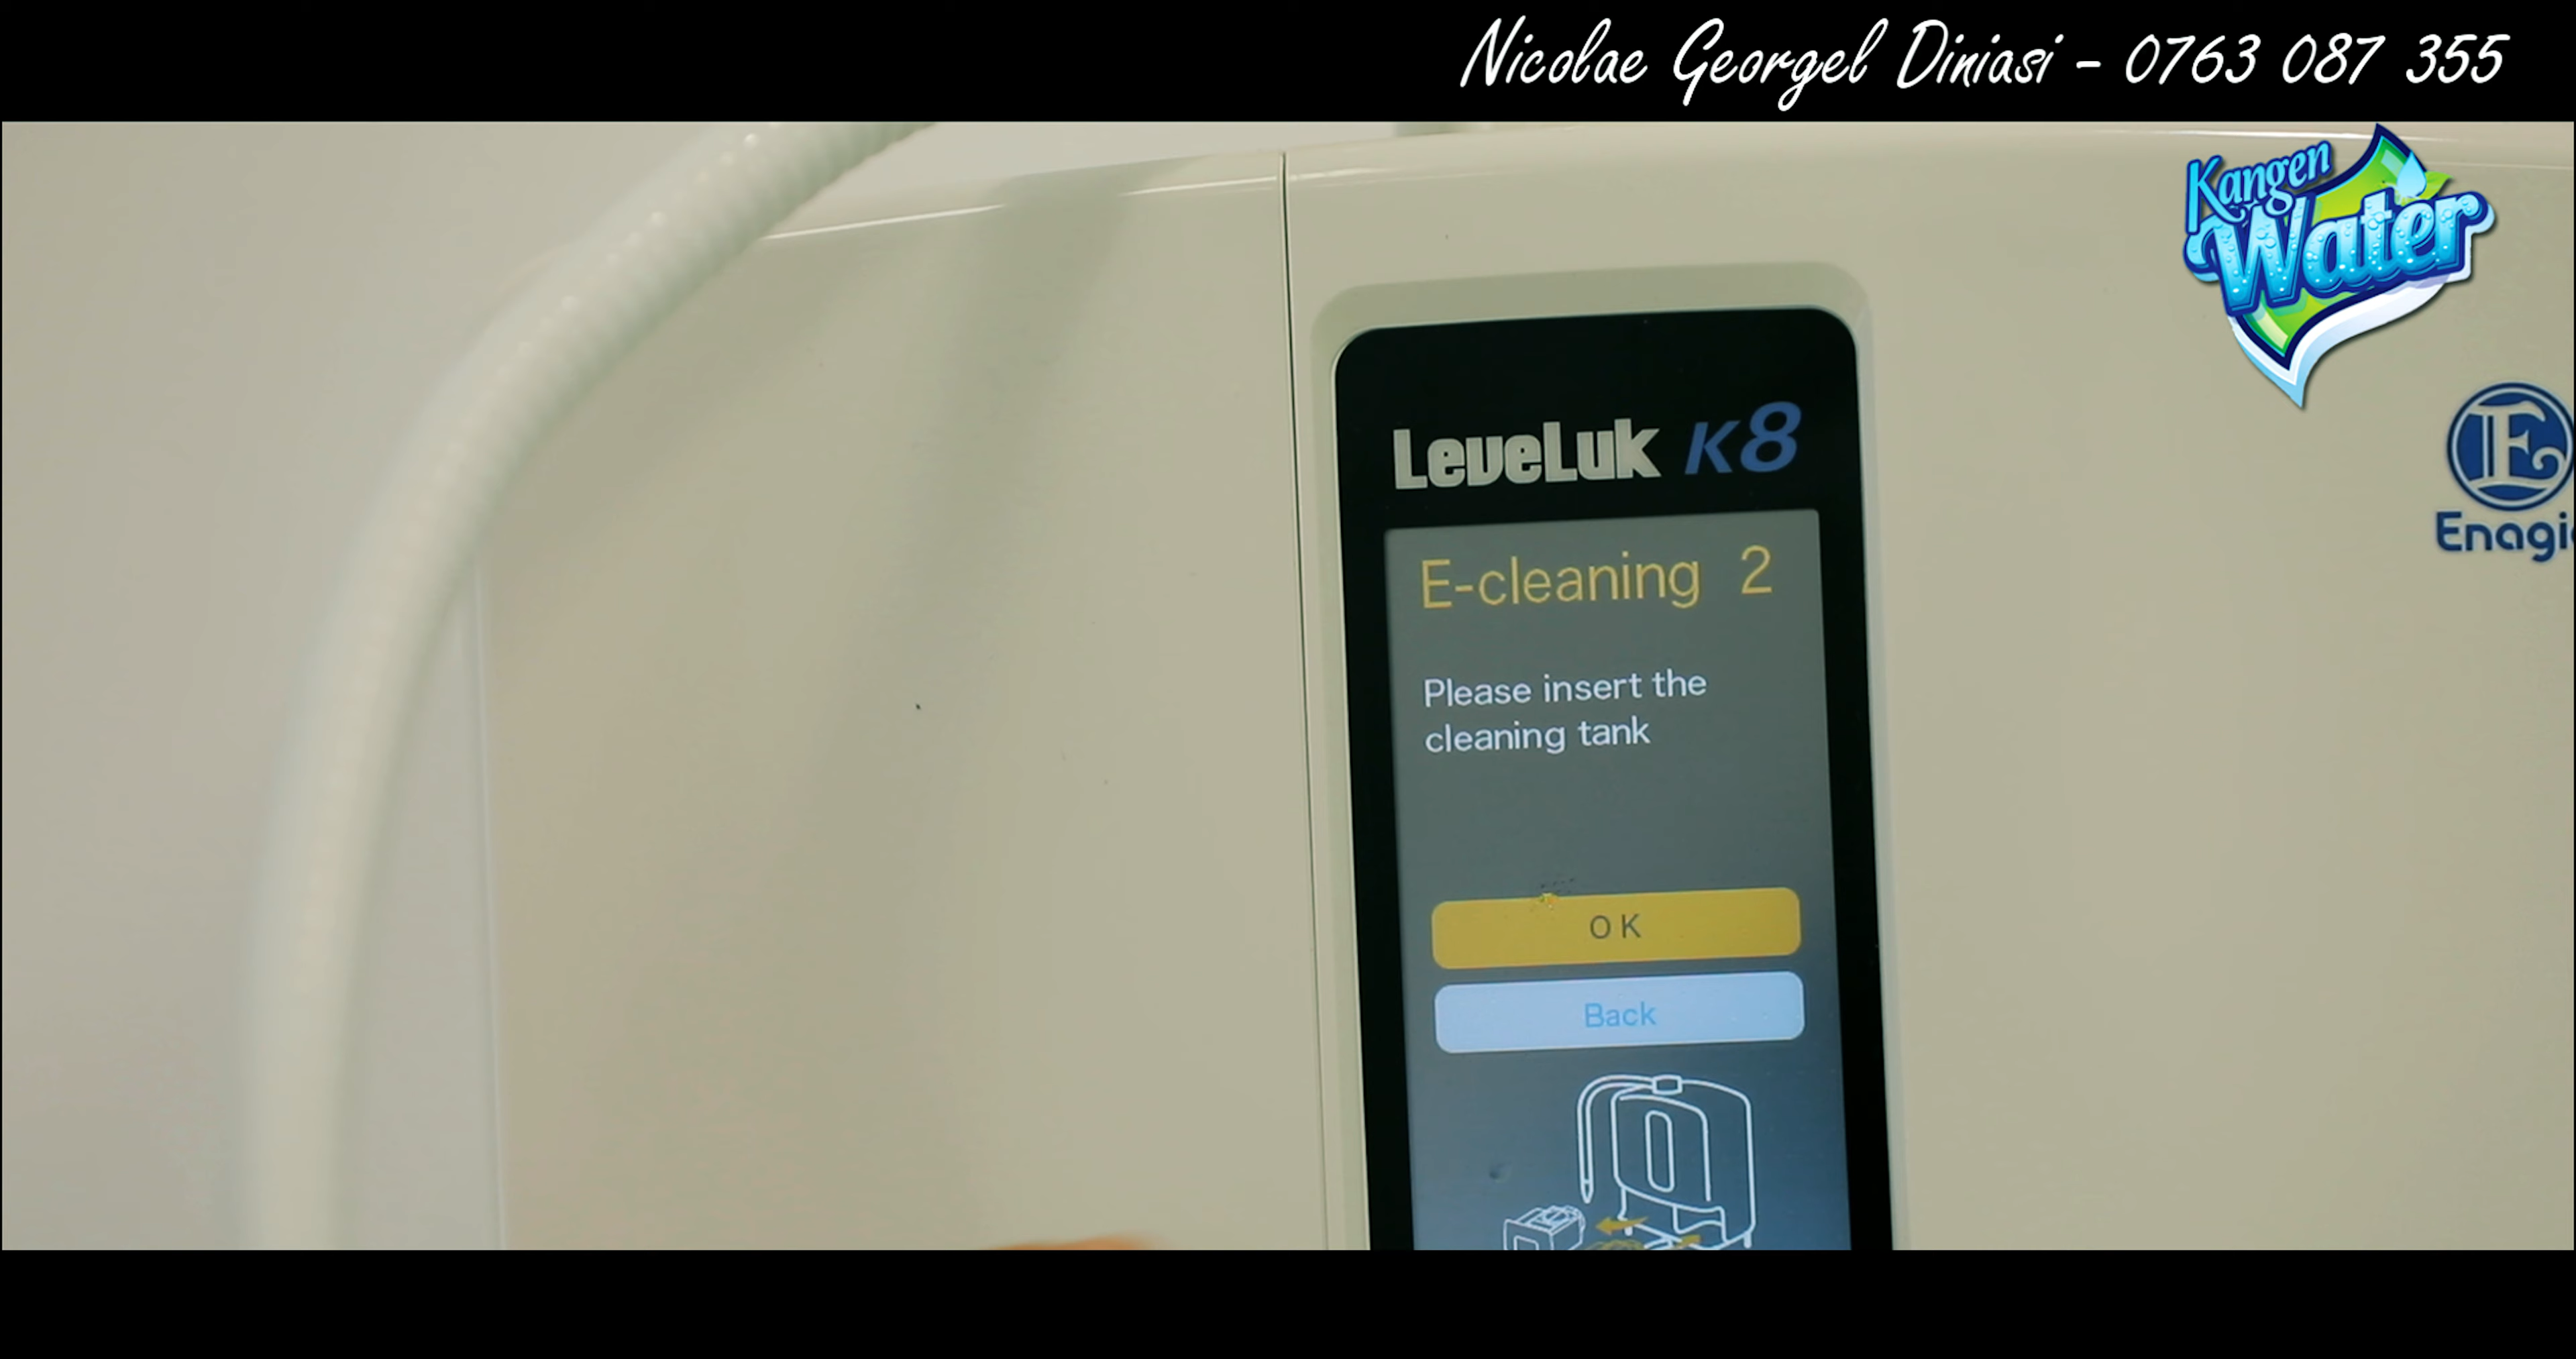 Nicolae Georgel Diniasi - 0763 087 355
Kangen
Water
LeveLuk K8
E
Enagi
E-cleaning 2
Please insert the
cleaning tank
OK
Back